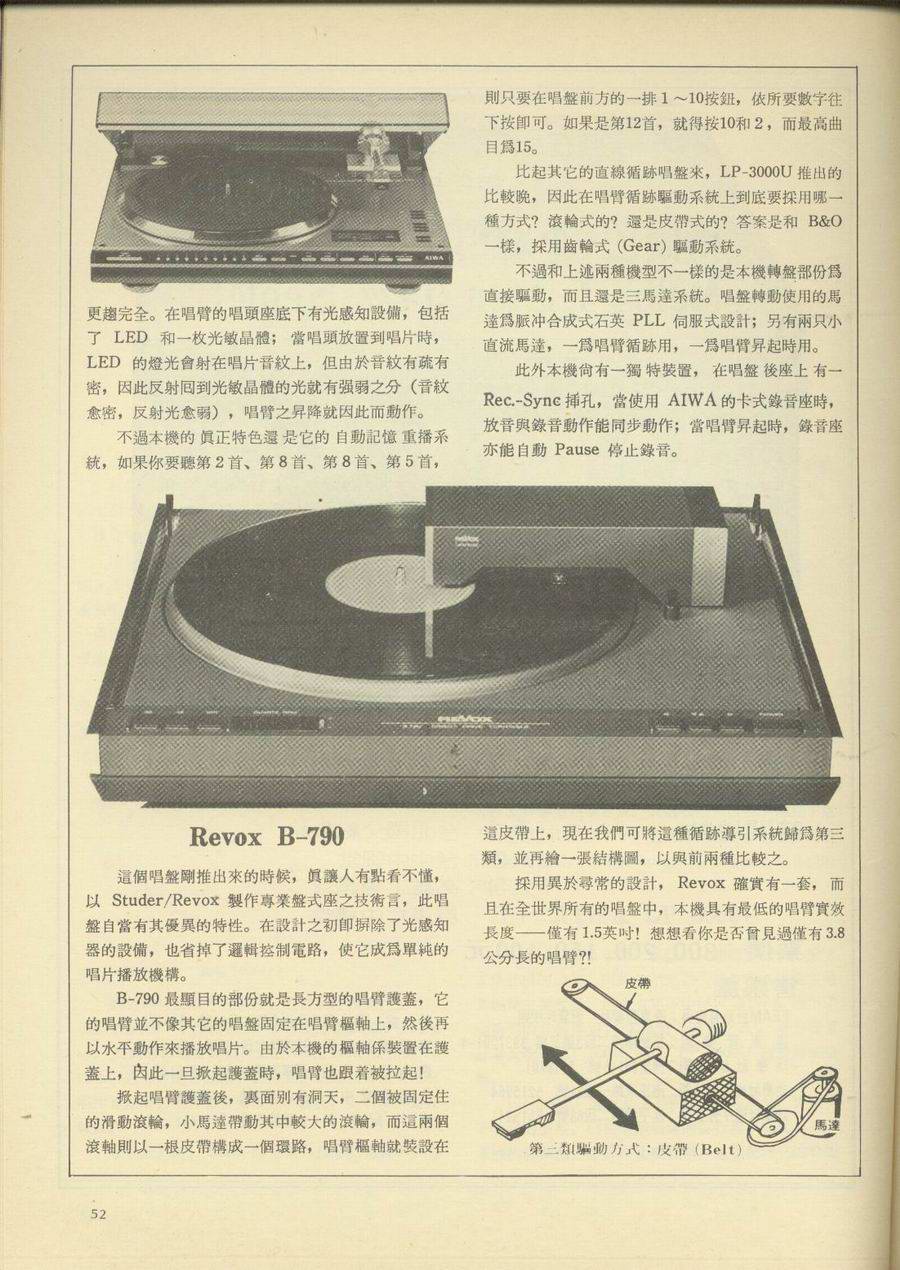 AIWA
更趨完全。在唱臂的唱頭座底下有光感知設備，包括
了 LED 和一枚光敏晶體；當唱頭放置到唱片時，
LED 的燈光會射在唱片音紋上，但由於音紋有疏有
密，因此反射囘到光敏晶體的光就有强弱之分（音紋
愈密，反射光愈弱），唱臂之昇降就因此而動作。
不過本機的 眞正特色還 是它的 自動記憶 重播系
統，如果你要聽第2首、第8首、第8首、第5首，
則只要在唱盤前方的一排1～10按鈕，依所要數字往
下按卽可。如果是第12首，就得按10和2，而最高曲
目爲15。
比起其它的直線循跡唱盤來，LP-3000U 推出的
比較晚，因此在唱臂循跡驅動系統上到底要採用哪一
種方式？滾輪式的？還是皮帶式的？答案是和 B&O
一樣，採用齒輪式 (Gear) 驅動系統。
不過和上述兩種機型不一樣的是本機轉盤部份爲
直接驅動，而且還是三馬達系統。唱盤轉動使用的馬
達爲脈冲合成式石英 PLL 伺服式設計；另有兩只小
直流馬達，一爲唱臂循跡用，一爲唱臂昇起時用。
此外本機尙有一獨 特裝置， 在唱盤 後座上 有一
Rec.-Sync 揷孔，當使用 AIWA 的卡式錄音座時，
放音與錄音動作能同步動作；當唱臂昇起時，錄音座
亦能自動 Pause 停止錄音。
REVOX
REVOX
Revox B-790
這個唱盤剛推出來的時候，眞讓人有點看不懂，
以 Studer/Revox 製作專業盤式座之技術言，此唱
盤自當有其優異的特性。在設計之初卽摒除了光感知
器的設備，也省掉了邏輯控制電路，使它成爲單純的
唱片播放機構。
B-790 最顯目的部份就是長方型的唱臂護蓋，它
的唱臂並不像其它的唱盤固定在唱臂樞軸上，然後再
以水平動作來播放唱片。由於本機的樞軸係裝置在護
蓋上，因此一旦掀起護蓋時，唱臂也跟着被拉起！
掀起唱臂護蓋後，裏面別有洞天，二個被固定住
的滑動滾輪，小馬達帶動其中較大的滾輪，而這兩個
滾軸則以一根皮帶構成一個環路，唱臂樞軸就裝設在
這皮帶上，現在我們可將這種循跡導引系統歸爲第三
類，並再繪一張結構圖，以與前兩種比較之。
採用異於尋常的設計， Revox 確實有一套， 而
且在全世界所有的唱盤中，本機具有最低的唱臂實效
長度——僅有 1.5英吋！想想看你是否曾見過僅有3.8
公分長的唱臂？！
皮帶
馬達
第三類驅動方式：皮帶 (Belt)
52